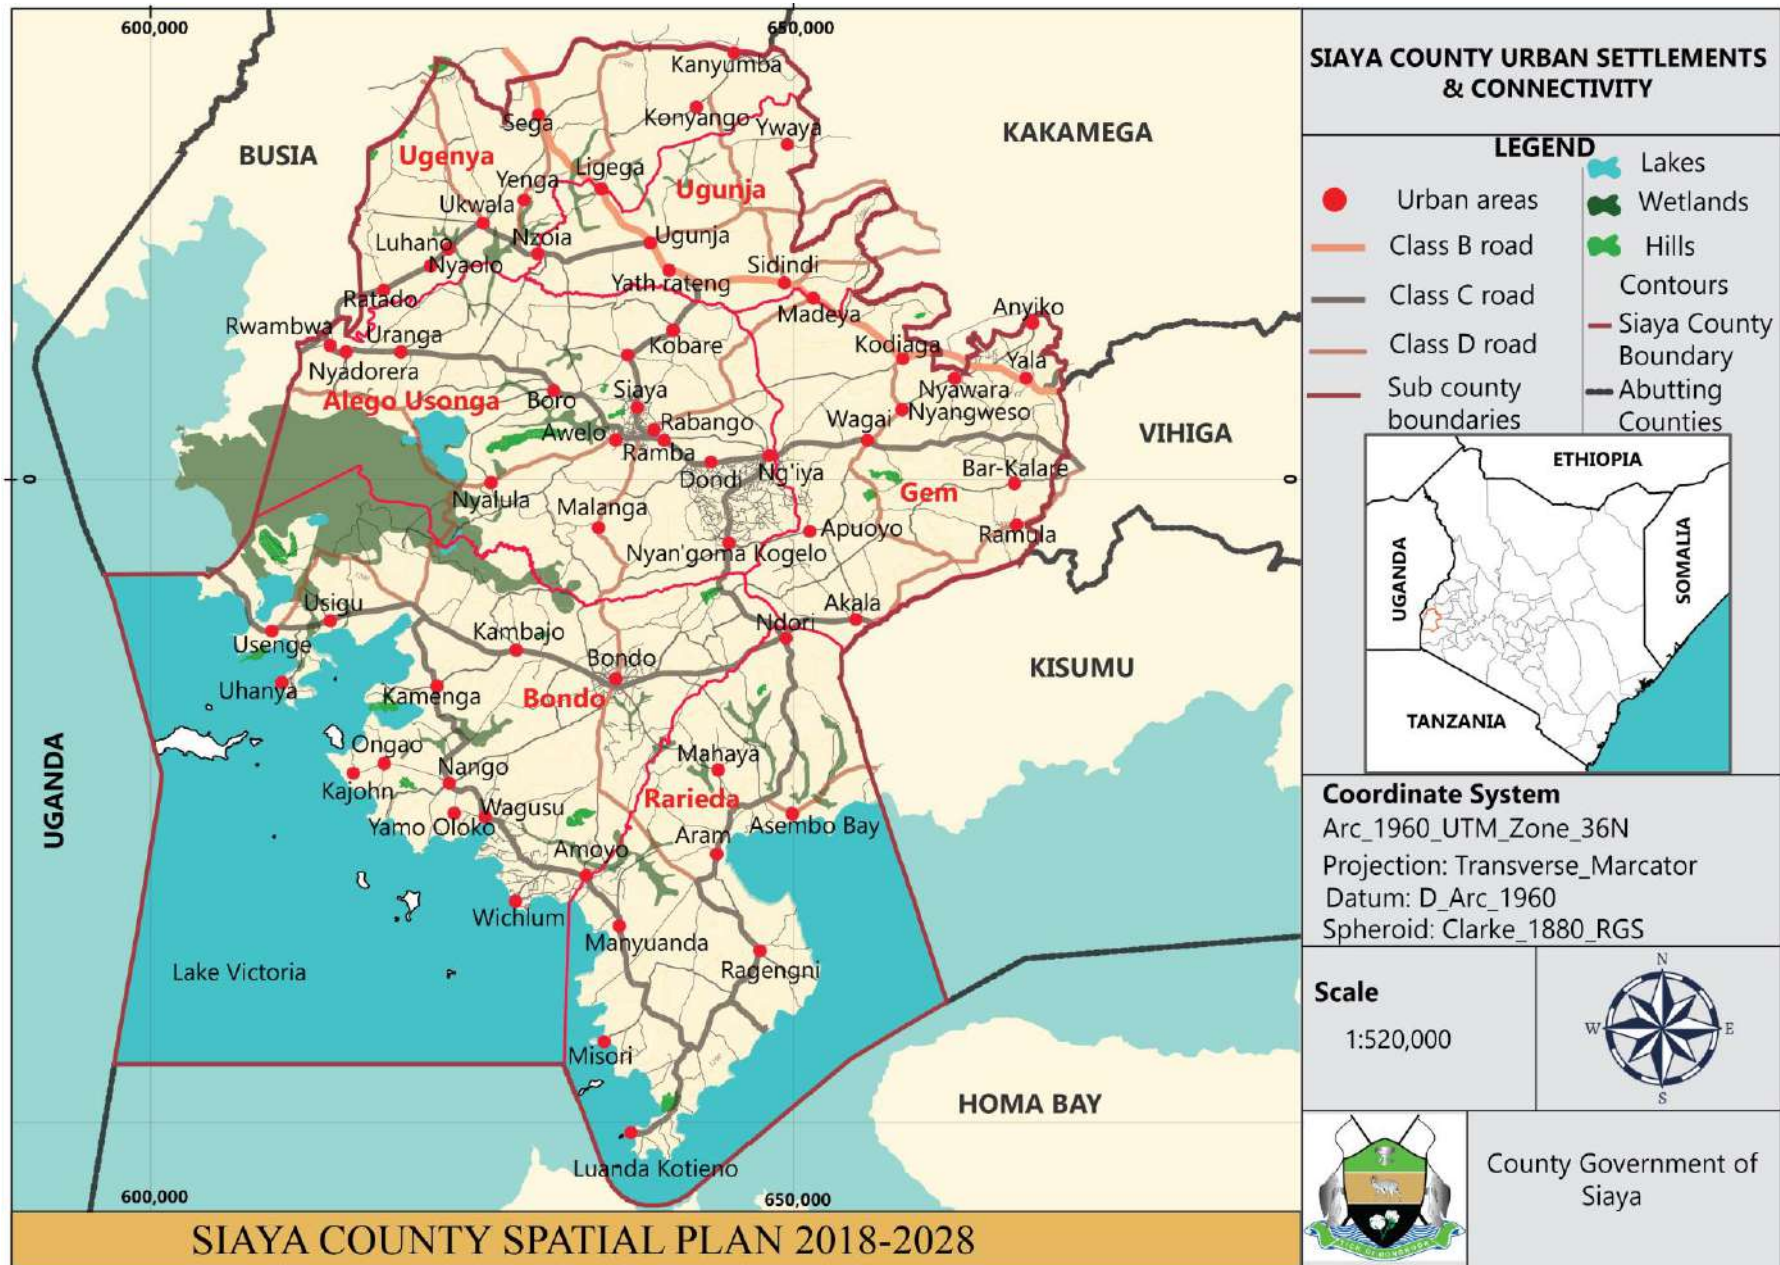 600,000
650,000
Kanyumba
Sega
Konyango
Ywaya
KAKAMEGA
BUSIA
Ugenya
Ligega
Yenga
Ugunja
Ukwala
Luhano
Nzoia
Ugunja
Nyaolo
Sidindi
Yath rateng
Ratado
Madeya
Anyiko
Rwambwa
Uranga
Kobare
Kodiaga
Yala
Nyadorera
Siaya
Nyawara
Alego Usonga
Boro
Nyangweso
Rabango
Wagai
Awelo
Ramba
VIHIGA
0
Dondi
Ng'iya
Bar-Kalare
0
Nyalula
Gem
Malanga
Apuoyo
Ramula
Nyan'goma Kogelo
Usigu
Akala
Kambajo
Ndori
Usenge
Bondo
KISUMU
Uhanya
Kamenga
Bondo
UGANDA
Ongao
Mahaya
Nango
Kajohn
Rarieda
Wagusu
Yamo Oloko
Asembo Bay
Aram
Amoyo
Wichlum
Manyuanda
Ragengni
Lake Victoria
Misori
HOMA BAY
Luanda Kotieno
600,000
650,000
SIAYA COUNTY SPATIAL PLAN 2018-2028
SIAYA COUNTY URBAN SETTLEMENTS
& CONNECTIVITY
LEGEND
Urban areas
Class B road
Class C road
Class D road
Sub county
boundaries
Lakes
Wetlands
Hills
Contours
Siaya County
Boundary
Abutting
Counties
ETHIOPIA
UGANDA
SOMALIA
TANZANIA
Coordinate System
Arc_1960_UTM_Zone_36N
Projection: Transverse_Marcator
Datum: D_Arc_1960
Spheroid: Clarke_1880_RGS
Scale
1:520,000
N
W
E
S
County Government of
Siaya